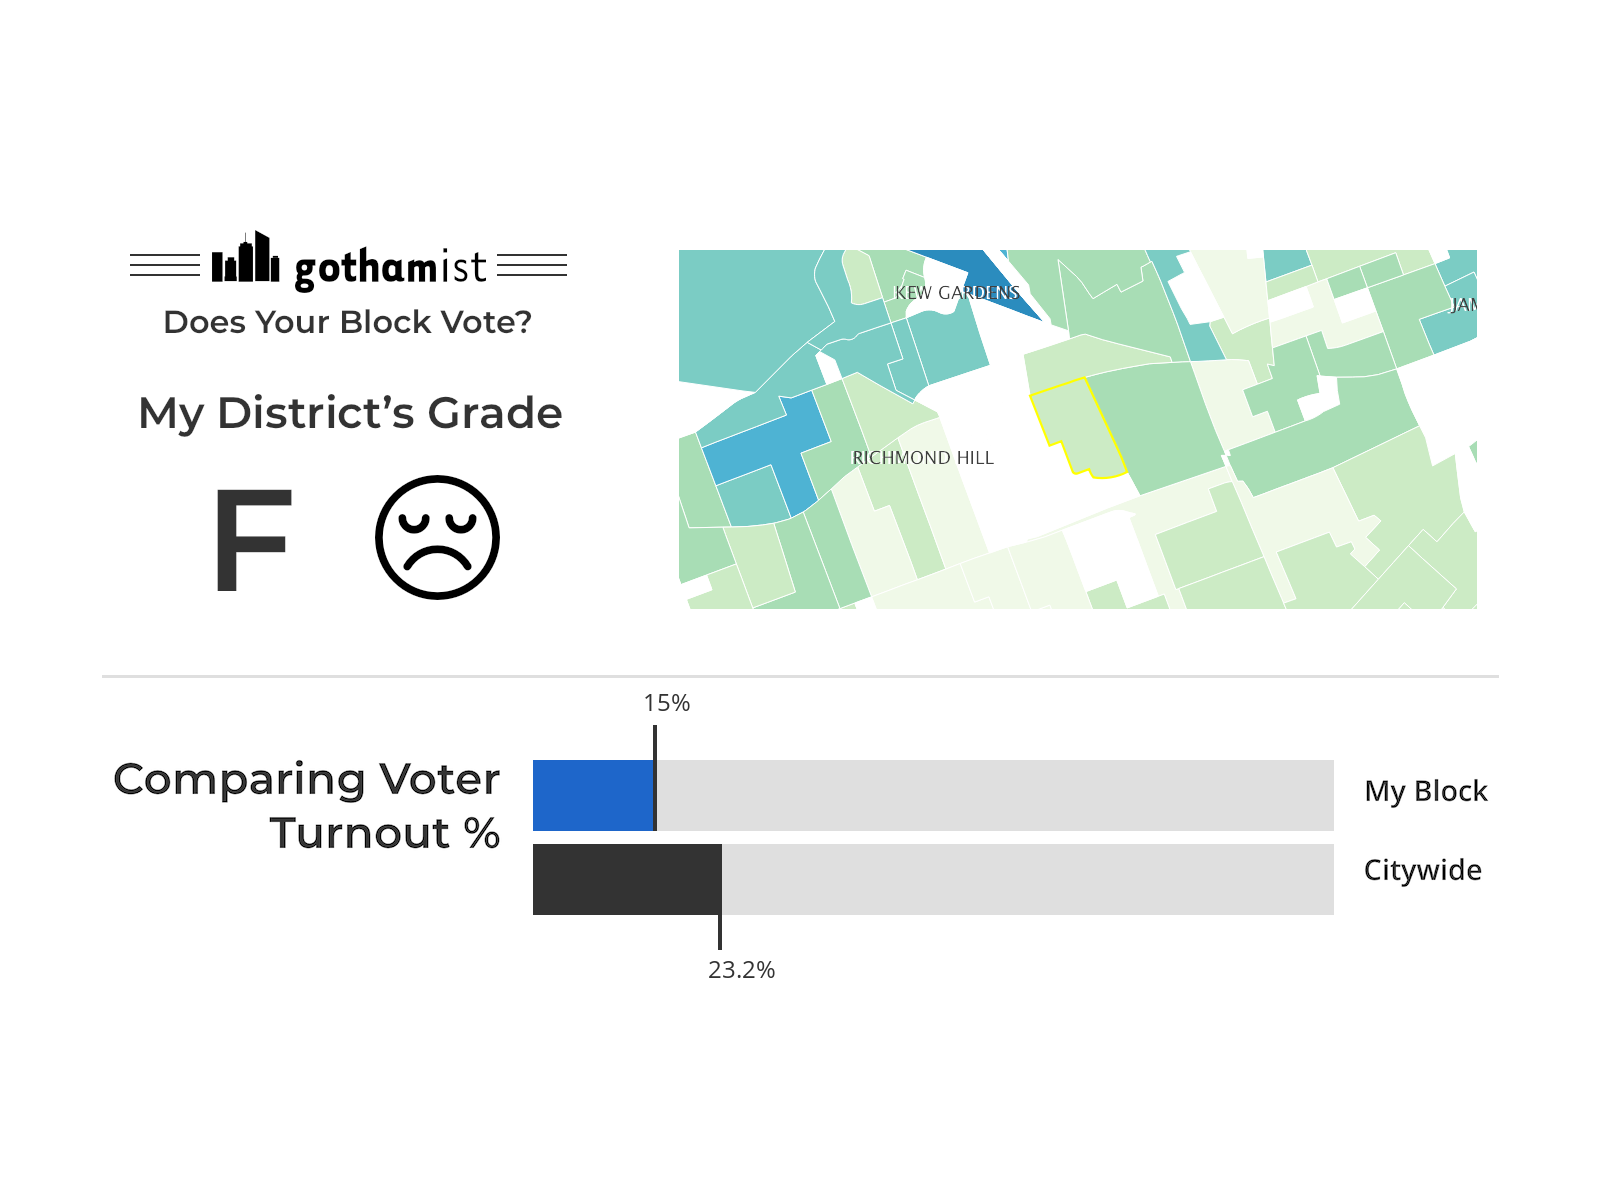 gothamist
Does Your Block Vote?
My District's Grade
F
KEW GARDENS
JAM
RICHMOND HILL
15%
Comparing Voter
Turnout %
My Block
Citywide
23.2%